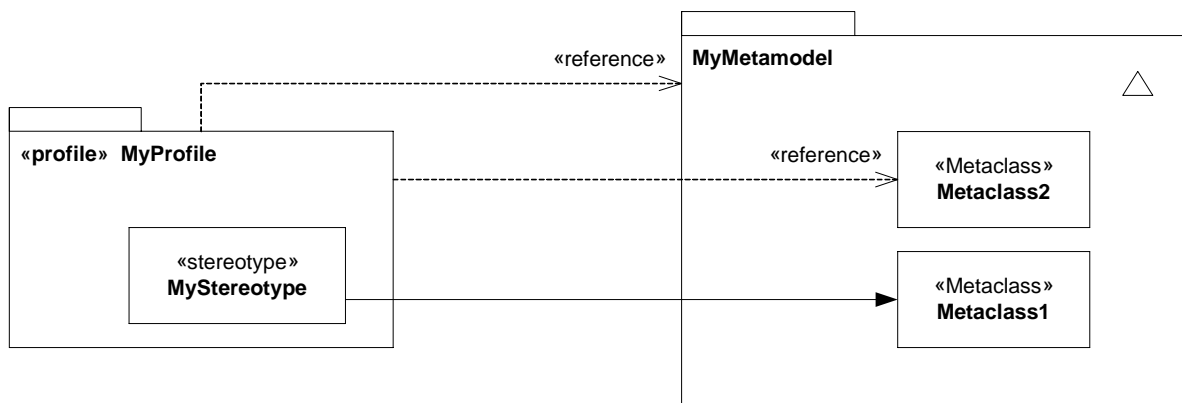 «reference»
MyMetamodel
«profile» MyProfile
«reference»
«Metaclass»
Metaclass2
«stereotype»
MyStereotype
«Metaclass»
Metaclass1